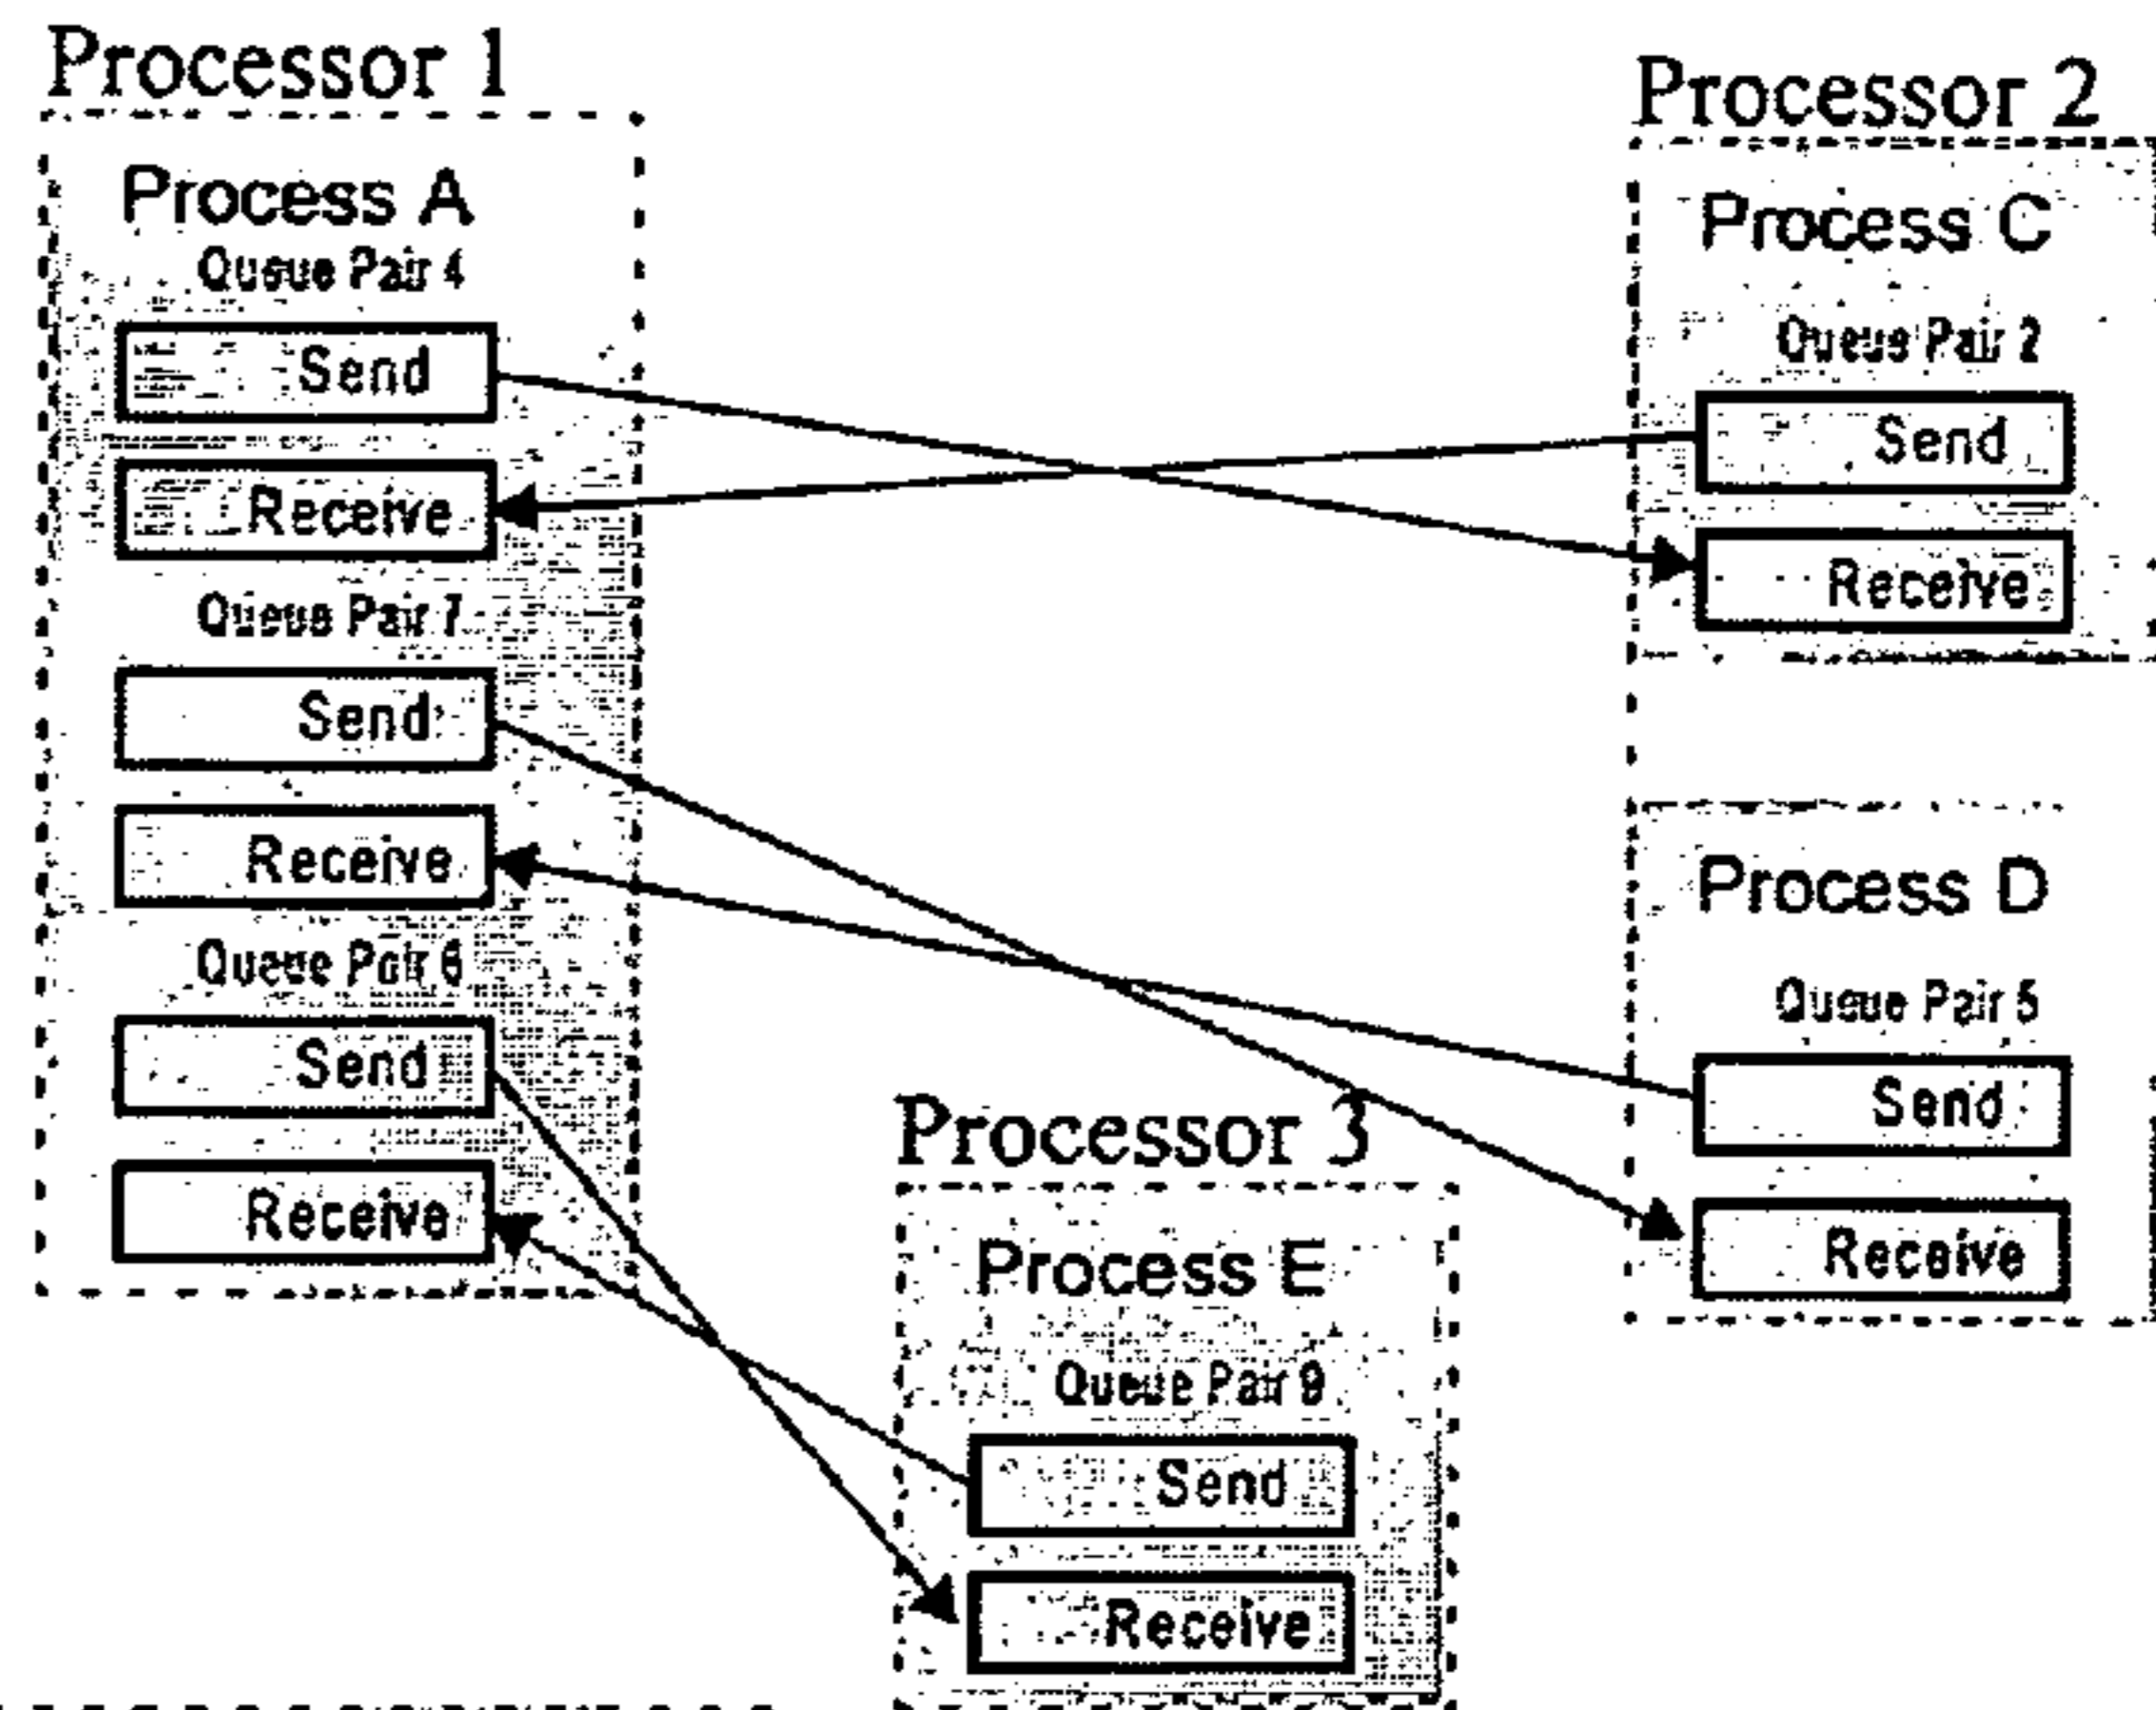 Processor 1
Process A
Queue Pair 4
Send
Receive
Queue Pair 7
Send
Receive
Queue Pair 6
Send
Receive
Processor 2
Process C
Queue Pair 2
Send
Receive
Process D
Queue Pair 5
Send
Receive
Processor 3
Process E
Queue Pair 9
Send
Receive